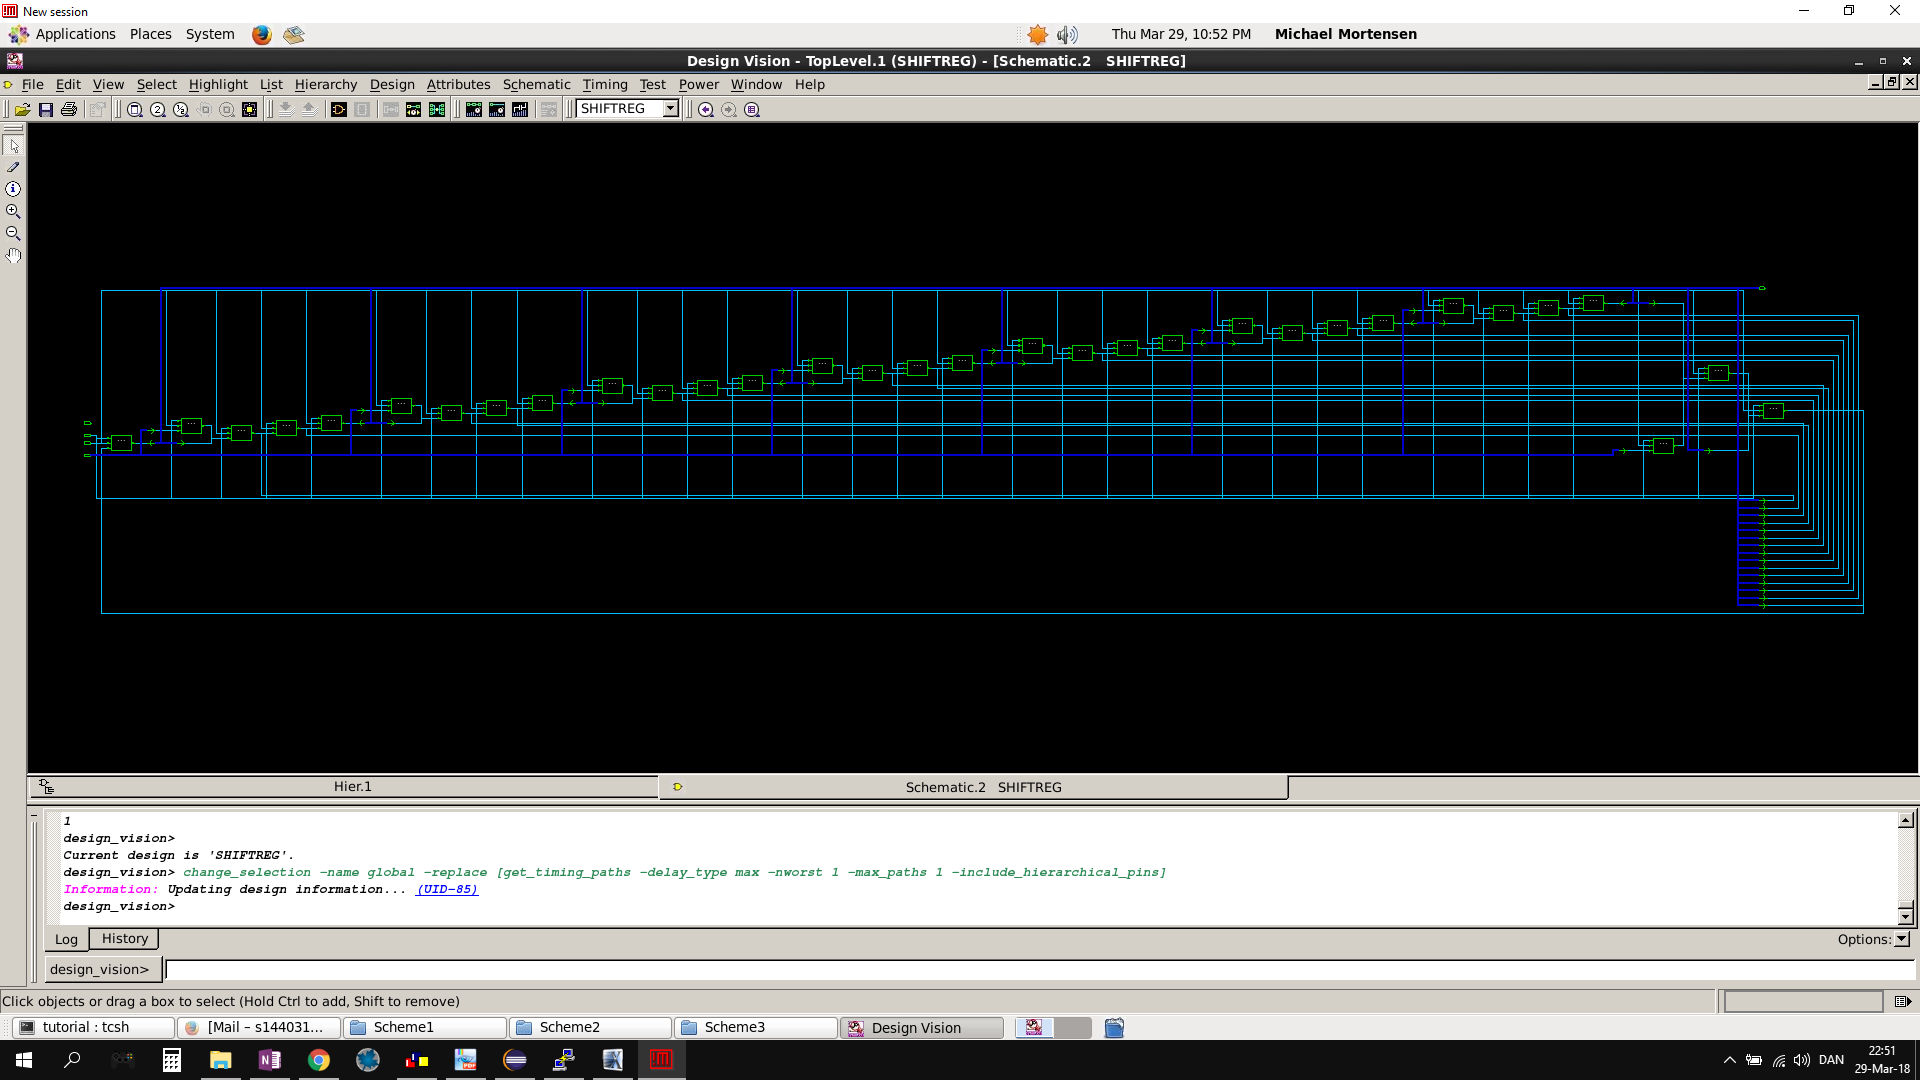 New session
Applications Places System Thu Mar 29, 10:52 PM Michael Mortensen
Design Vision - TopLevel.1 (SHIFTREG) - [Schematic.2 SHIFTREG]
File Edit View Select Highlight List Hierarchy Design Attributes Schematic Timing Test Power Window Help
SHIFTREG
Hier.1 Schematic.2 SHIFTREG
1
design_vision>
Current design is 'SHIFTREG'.
design_vision> change_selection -name global -replace [get_timing_paths -delay_type max -nworst 1 -max_paths 1 -include_hierarchical_pins]
Information: Updating design information... (UID-85)
design_vision>
Log History Options:
design_vision>
Click objects or drag a box to select (Hold Ctrl to add, Shift to remove)
tutorial : tcsh [Mail – s144031... Scheme1 Scheme2 Scheme3 Design Vision
DAN
22:51
29-Mar-18